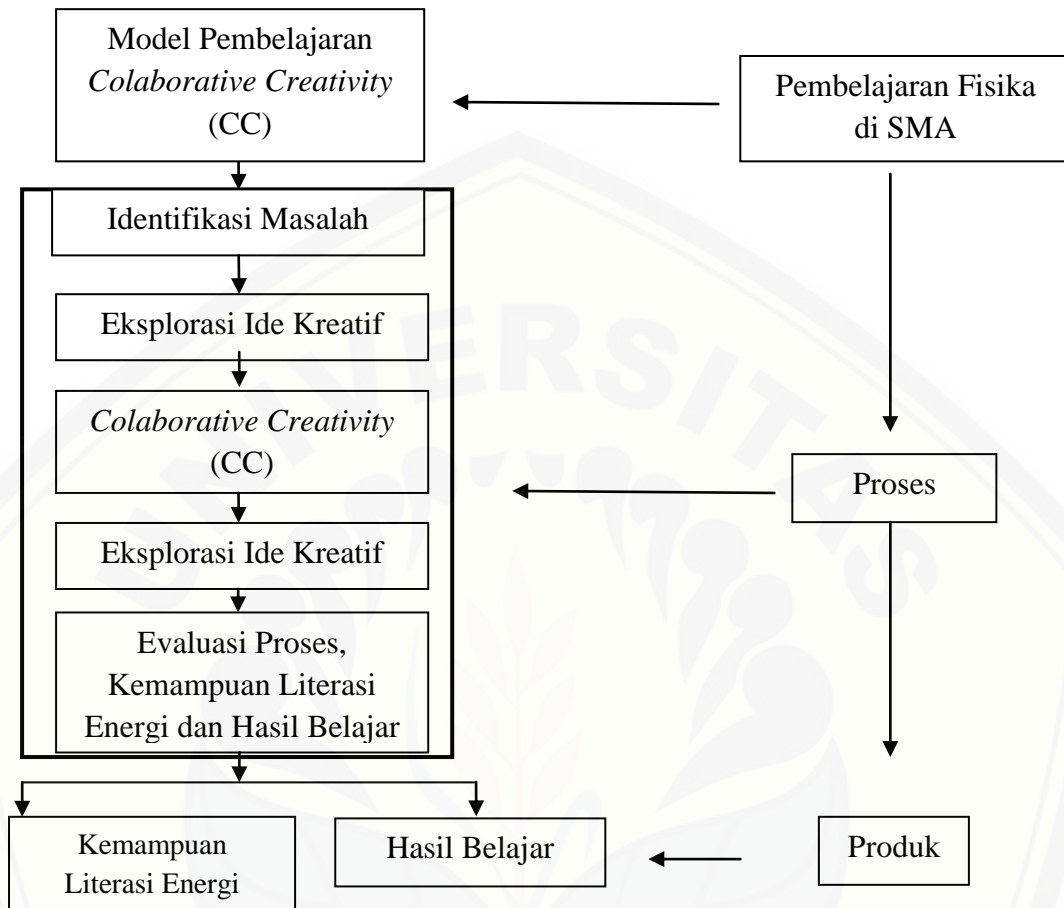 Model Pembelajaran
Colaborative Creativity
(CC)
Pembelajaran Fisika
di SMA
Identifikasi Masalah
Eksplorasi Ide Kreatif
Colaborative Creativity
(CC)
Proses
Eksplorasi Ide Kreatif
Evaluasi Proses,
Kemampuan Literasi
Energi dan Hasil Belajar
Kemampuan
Literasi Energi
Hasil Belajar
Produk
UNIVERSITAS